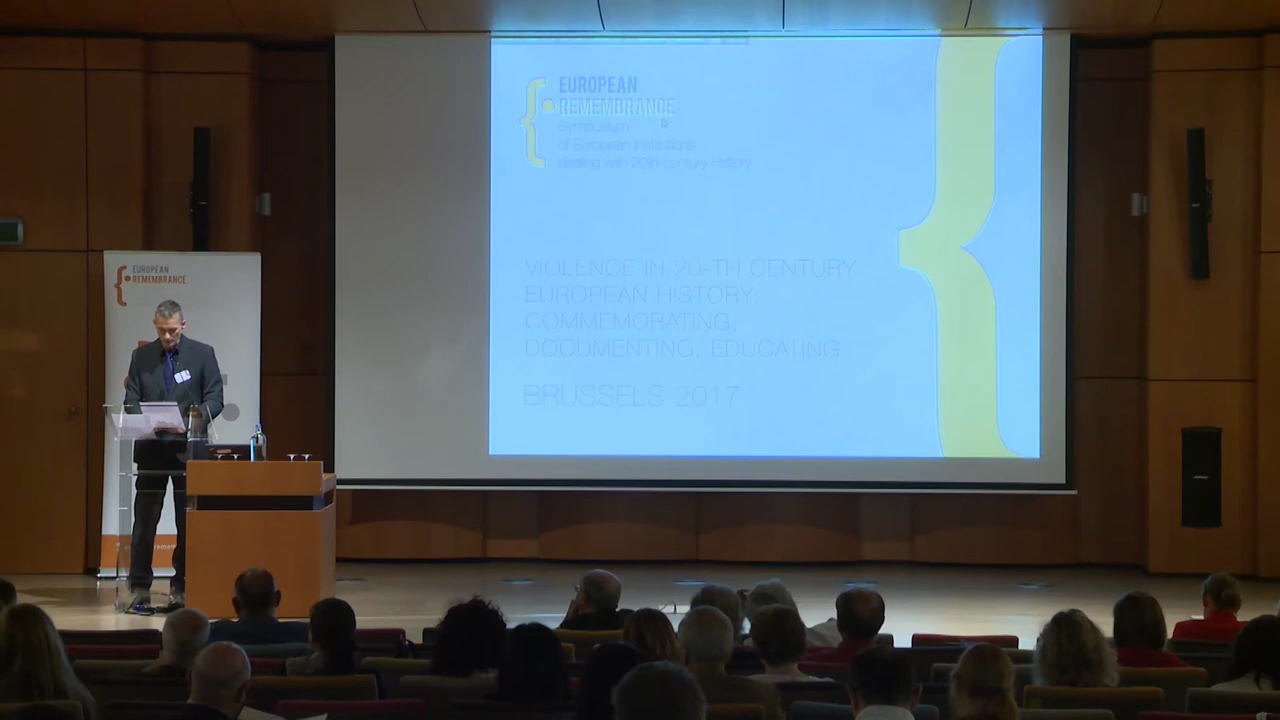 EUROPEAN
REMEMBRANCE
Symposium
of European Institutions
dealing with 20th-century History
VIOLENCE IN 20-TH CENTURY
EUROPEAN HISTORY:
COMMEMORATING,
DOCUMENTING, EDUCATING
BRUSSELS 2017
EUROPEAN
REMEMBRANCE